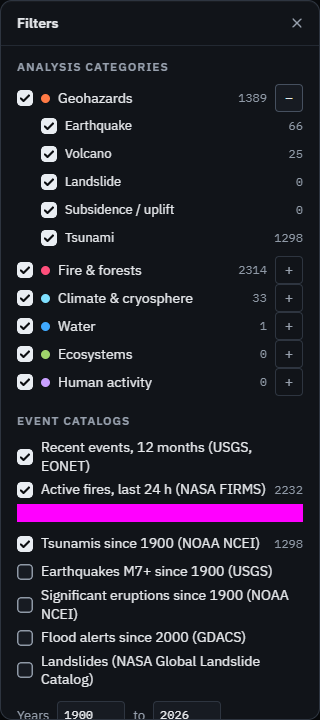 Filters
ANALYSIS CATEGORIES
Geohazards 1389 −
Earthquake 66
Volcano 25
Landslide 0
Subsidence / uplift 0
Tsunami 1298
Fire & forests 2314 +
Climate & cryosphere 33 +
Water 1 +
Ecosystems 0 +
Human activity 0 +
EVENT CATALOGS
Recent events, 12 months (USGS,
EONET)
Active fires, last 24 h (NASA FIRMS) 2232
Tsunamis since 1900 (NOAA NCEI) 1298
Earthquakes M7+ since 1900 (USGS)
Significant eruptions since 1900 (NOAA
NCEI)
Flood alerts since 2000 (GDACS)
Landslides (NASA Global Landslide
Catalog)
Years 1900 to 2026